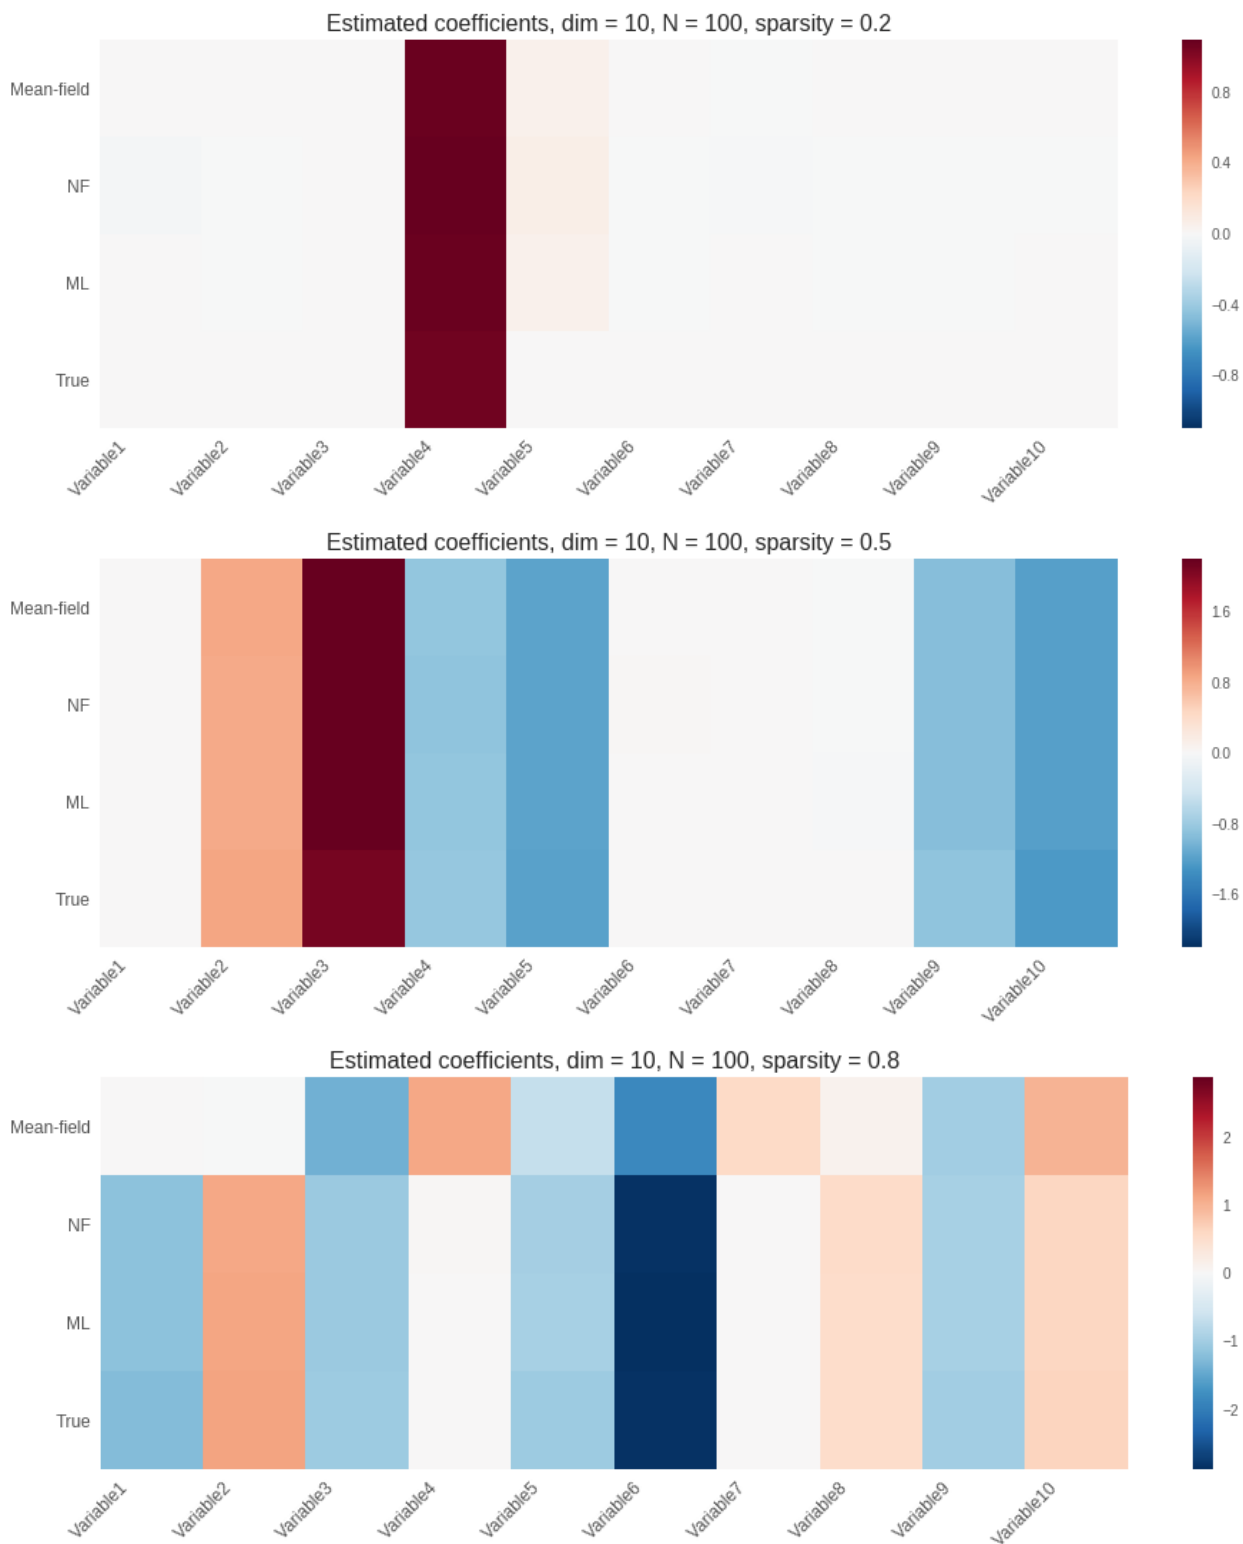 Estimated coefficients, dim = 10, N = 100, sparsity = 0.2
Mean-field
NF
ML
True
0.8
0.4
0.0
−0.4
−0.8
Variable1
Variable2
Variable3
Variable4
Variable5
Variable6
Variable7
Variable8
Variable9
Variable10
Estimated coefficients, dim = 10, N = 100, sparsity = 0.5
Mean-field
NF
ML
True
1.6
0.8
0.0
−0.8
−1.6
Variable1
Variable2
Variable3
Variable4
Variable5
Variable6
Variable7
Variable8
Variable9
Variable10
Estimated coefficients, dim = 10, N = 100, sparsity = 0.8
Mean-field
NF
ML
True
2
1
0
−1
−2
Variable1
Variable2
Variable3
Variable4
Variable5
Variable6
Variable7
Variable8
Variable9
Variable10